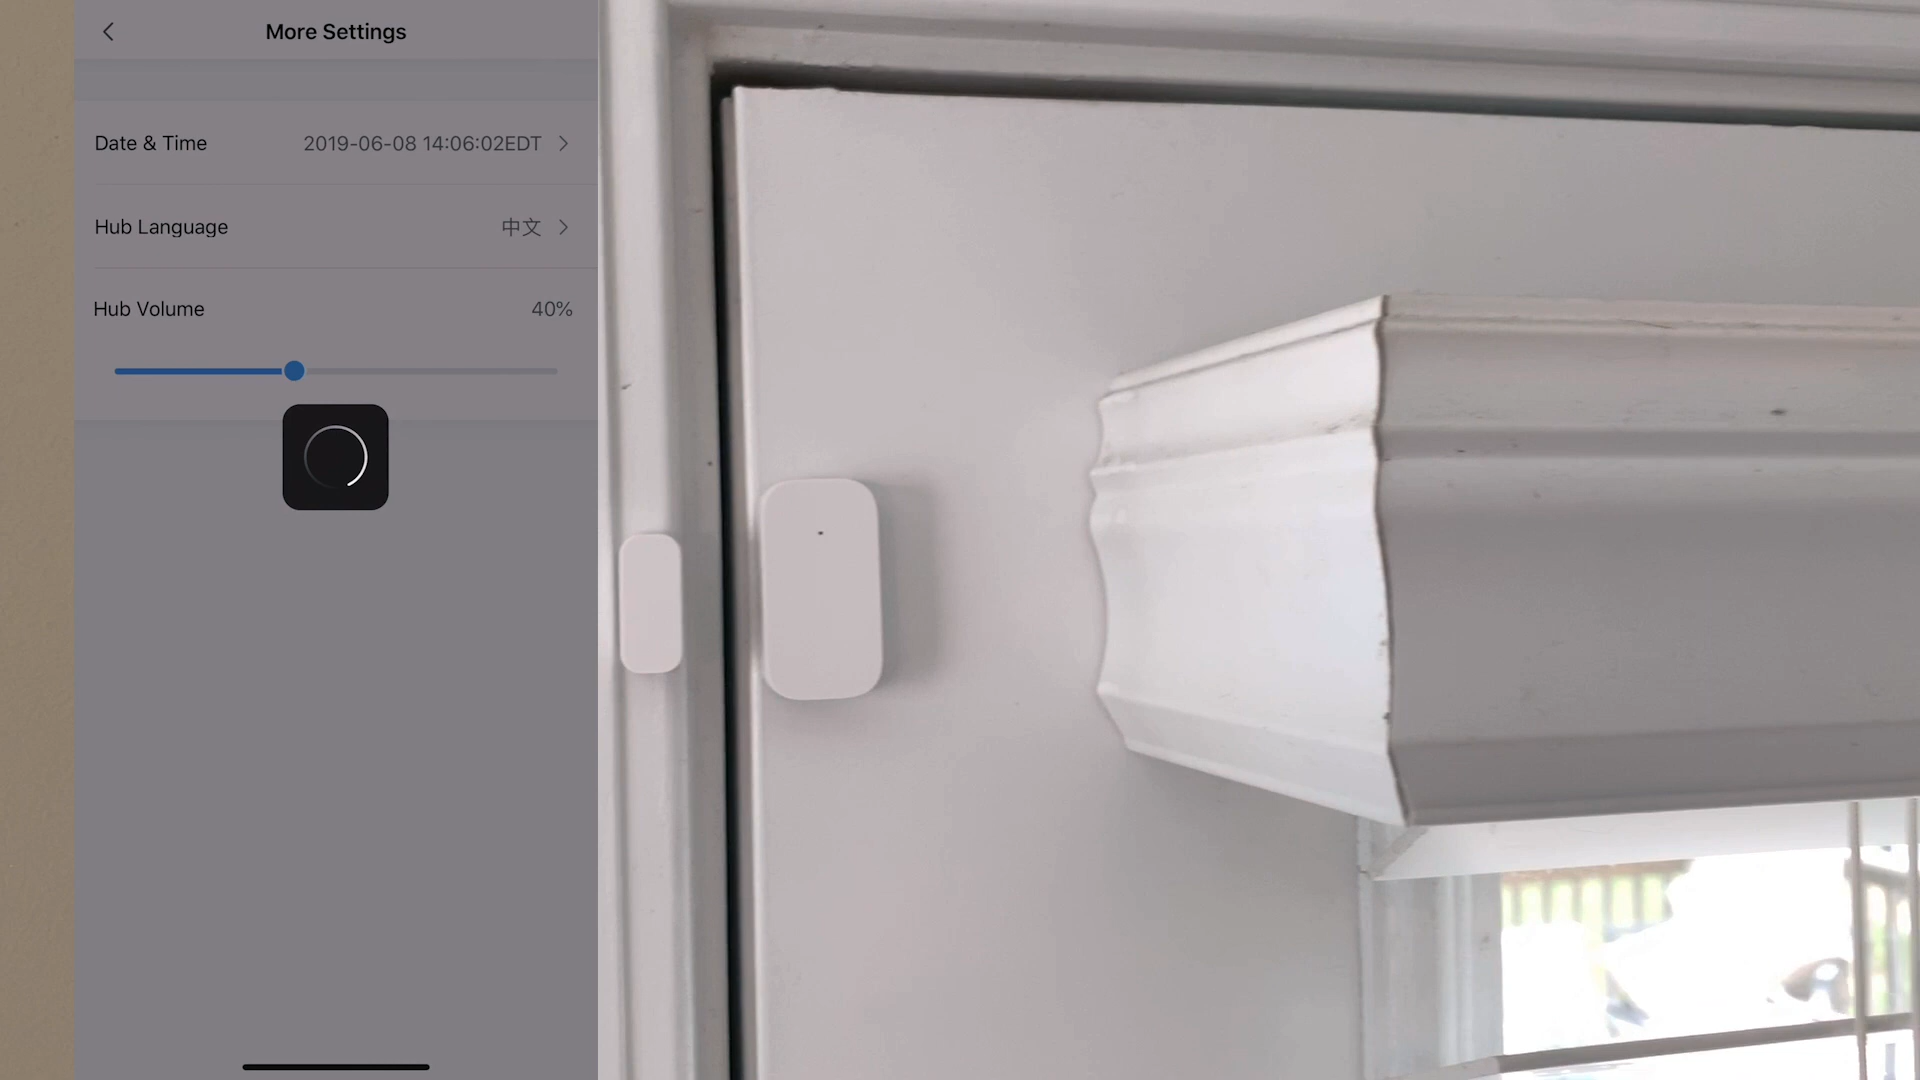 More Settings
Date & Time 2019-06-08 14:06:02EDT
Hub Language 中文
Hub Volume 40%